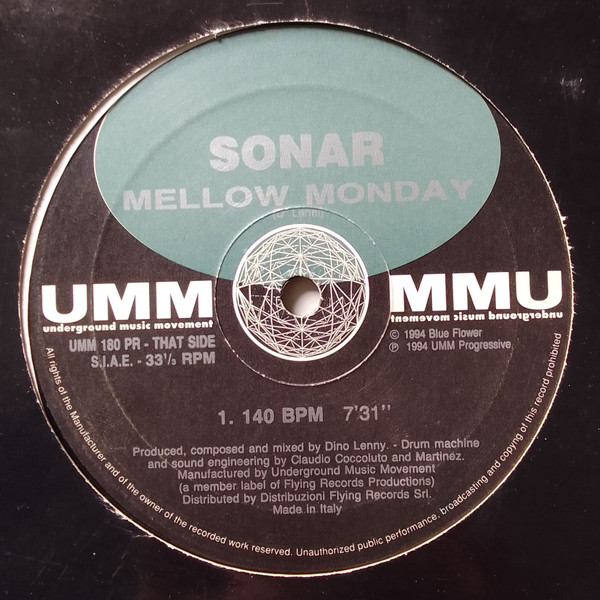 SONAR
MELLOW MONDAY
(D. Lenni)
UMM
underground music movement
UMM
underground music movement
UMM 180 PR - THAT SIDE
S.I.A.E. - 33¹/₃ RPM
© 1994 Blue Flower
℗ 1994 UMM Progressive
1. 140 BPM 7'31''
Produced, composed and mixed by Dino Lenny. - Drum machine
and sound engineering by Claudio Coccoluto and Martinez.
Manufactured by Underground Music Movement
(a member label of Flying Records Productions)
Distributed by Distribuzioni Flying Records Srl.
Made in Italy
All rights of the Manufacturer and of the owner of the recorded work reserved. Unauthorized public performance, broadcasting and copying of this record prohibited